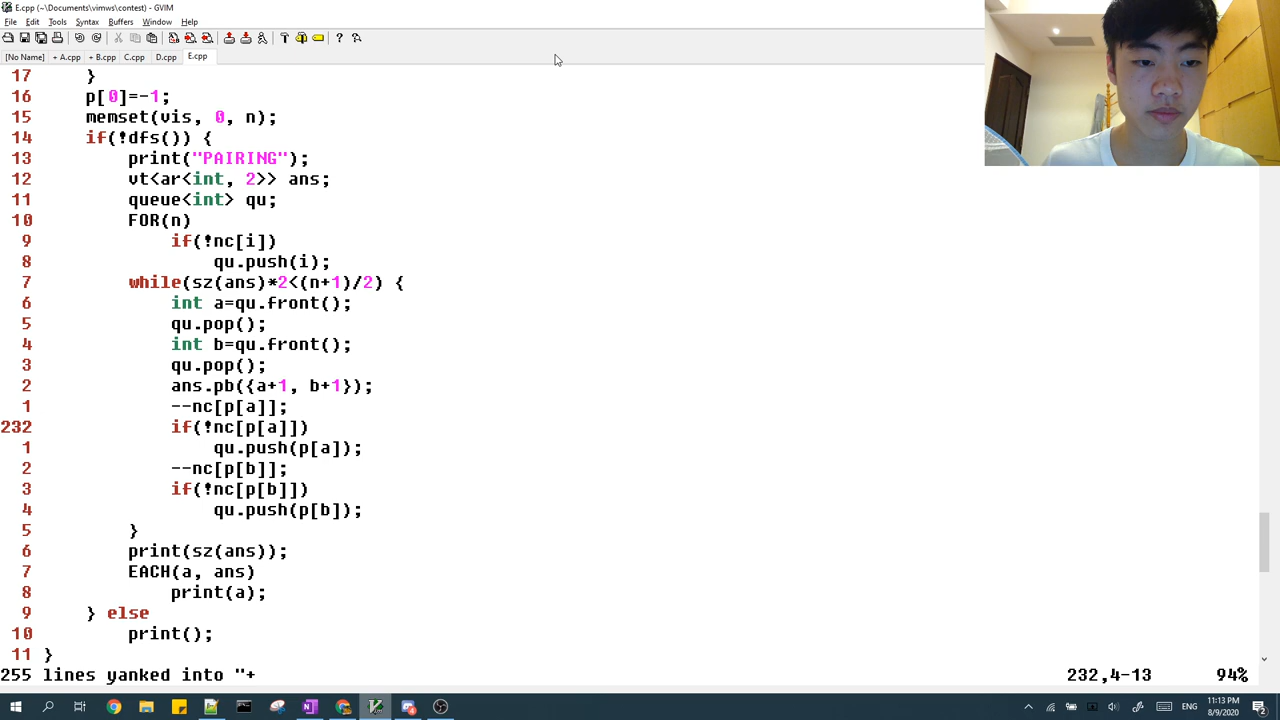 E.cpp (~\Documents\vimws\contest) - GVIM
File Edit Tools Syntax Buffers Window Help
[No Name] + A.cpp + B.cpp C.cpp D.cpp E.cpp
17 }
16 p[0]=-1;
15 memset(vis, 0, n);
14 if(!dfs()) {
13 print("PAIRING");
12 vt<ar<int, 2>> ans;
11 queue<int> qu;
10 FOR(n)
9 if(!nc[i])
8 qu.push(i);
7 while(sz(ans)*2<(n+1)/2) {
6 int a=qu.front();
5 qu.pop();
4 int b=qu.front();
3 qu.pop();
2 ans.pb({a+1, b+1});
1 --nc[p[a]];
232 if(!nc[p[a]])
1 qu.push(p[a]);
2 --nc[p[b]];
3 if(!nc[p[b]])
4 qu.push(p[b]);
5 }
6 print(sz(ans));
7 EACH(a, ans)
8 print(a);
9 } else
10 print();
11 }
255 lines yanked into "+ 232,4-13 94%
11:13 PM
8/9/2020